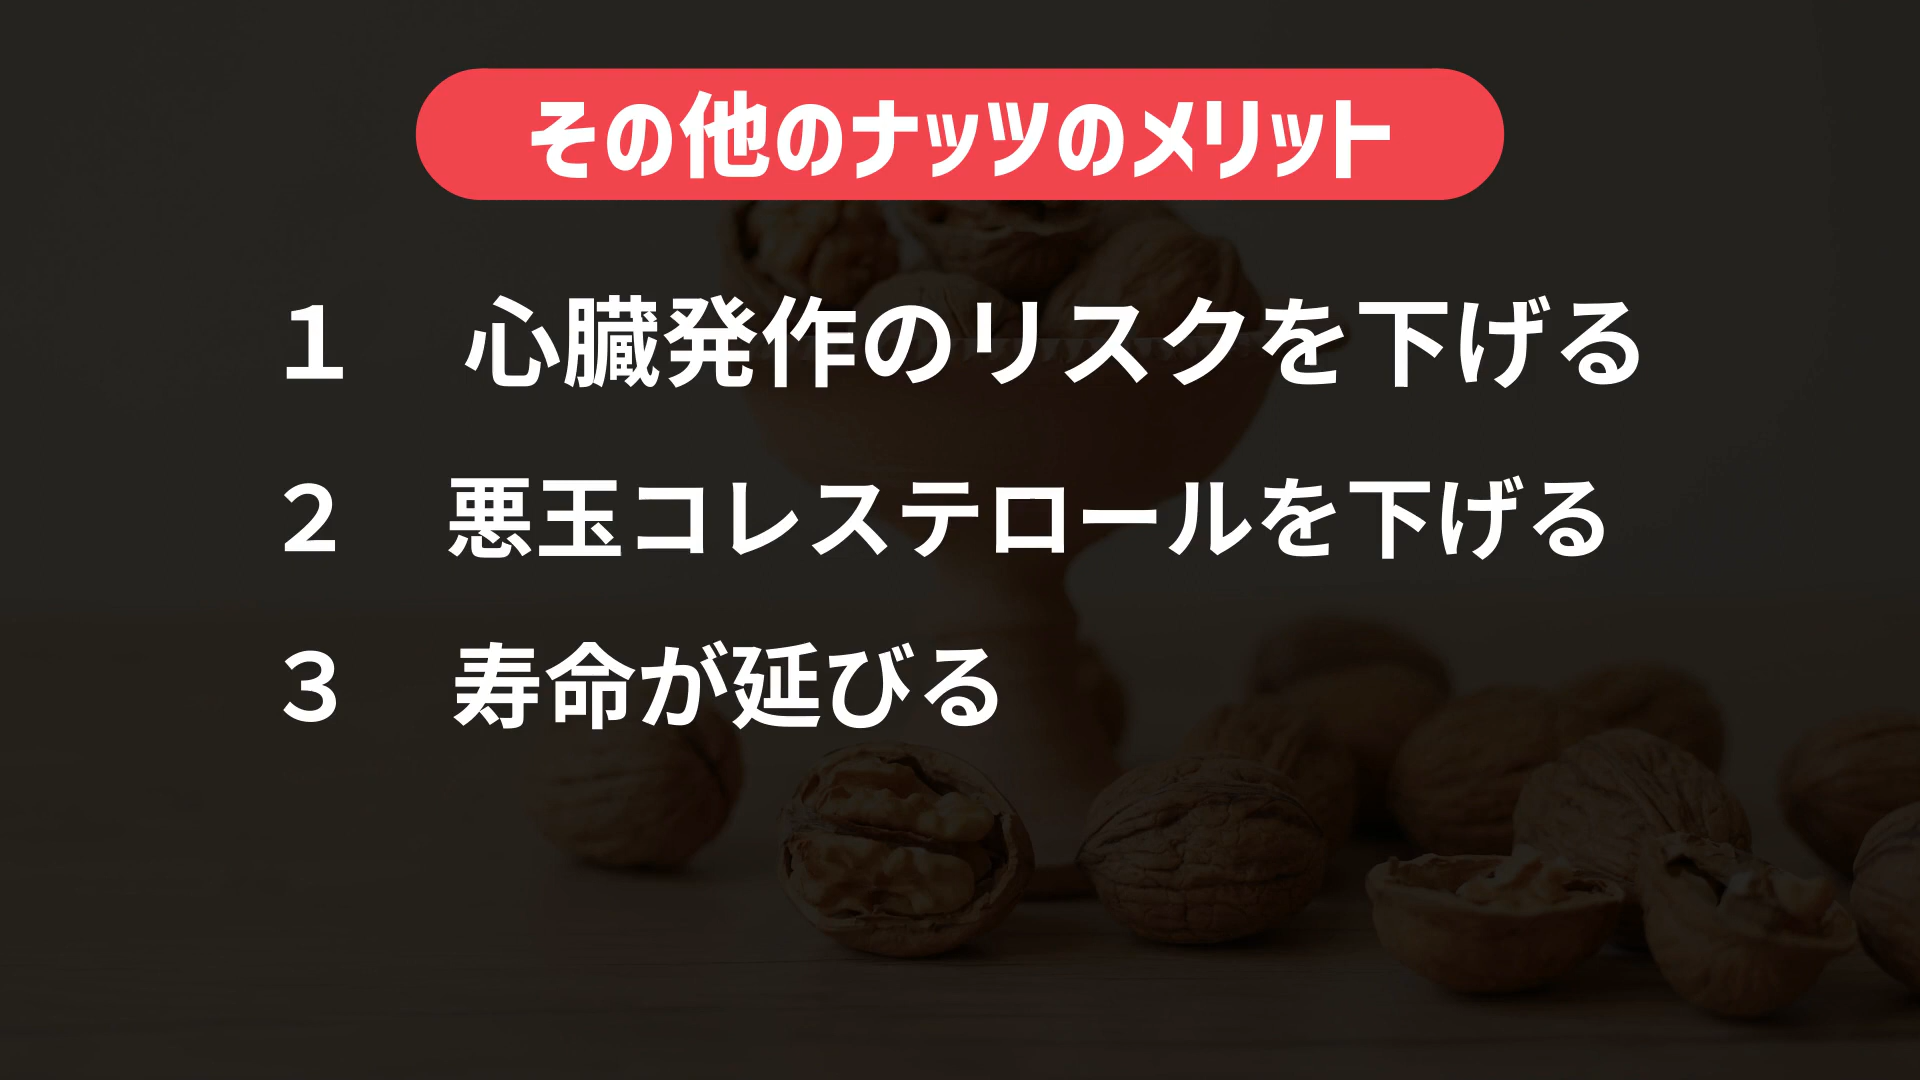 その他のナッツのメリット
１　心臓発作のリスクを下げる
２　悪玉コレステロールを下げる
３　寿命が延びる